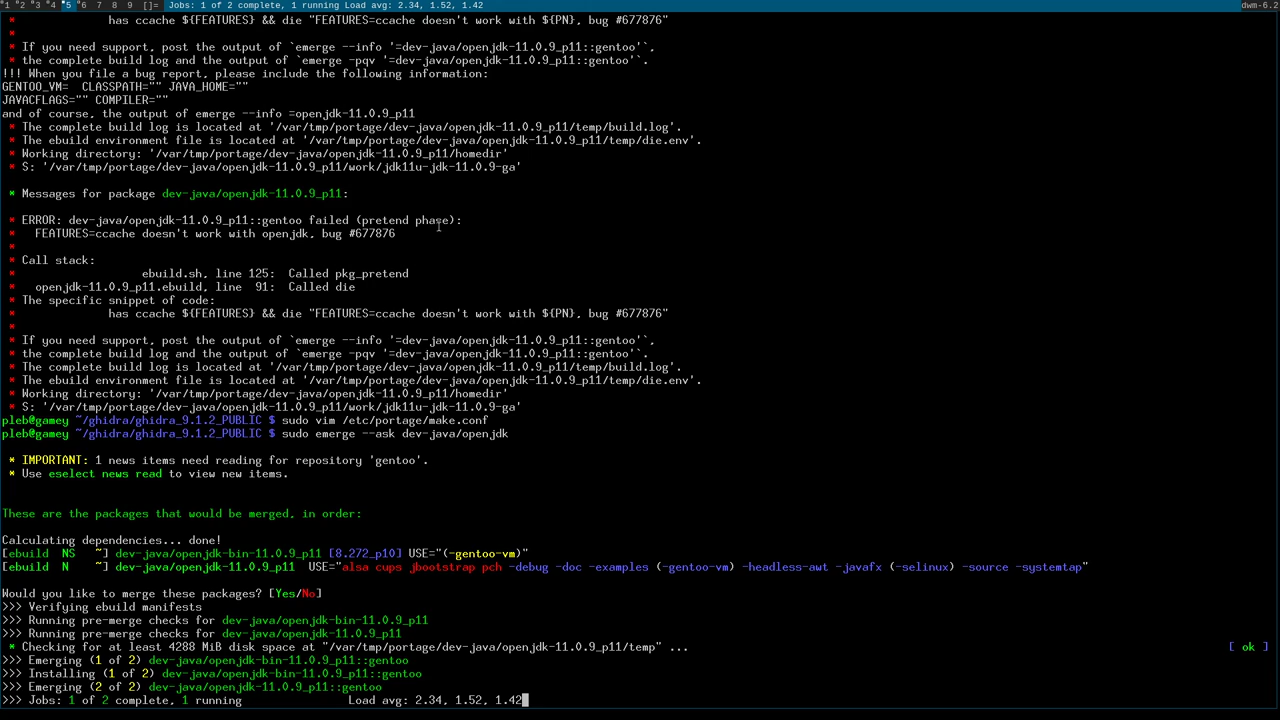 1 2 3 4 5 6 7 8 9 []= Jobs: 1 of 2 complete, 1 running Load avg: 2.34, 1.52, 1.42 dwm-6.2
* has ccache ${FEATURES} && die "FEATURES=ccache doesn't work with ${PN}, bug #677876"
*
* If you need support, post the output of `emerge --info '=dev-java/openjdk-11.0.9_p11::gentoo'`,
* the complete build log and the output of `emerge -pqv '=dev-java/openjdk-11.0.9_p11::gentoo'`.
!!! When you file a bug report, please include the following information:
GENTOO_VM=  CLASSPATH="" JAVA_HOME=""
JAVACFLAGS="" COMPILER=""
and of course, the output of emerge --info =openjdk-11.0.9_p11
* The complete build log is located at '/var/tmp/portage/dev-java/openjdk-11.0.9_p11/temp/build.log'.
* The ebuild environment file is located at '/var/tmp/portage/dev-java/openjdk-11.0.9_p11/temp/die.env'.
* Working directory: '/var/tmp/portage/dev-java/openjdk-11.0.9_p11/homedir'
* S: '/var/tmp/portage/dev-java/openjdk-11.0.9_p11/work/jdk11u-jdk-11.0.9-ga'
* Messages for package dev-java/openjdk-11.0.9_p11:
* ERROR: dev-java/openjdk-11.0.9_p11::gentoo failed (pretend phase):
*   FEATURES=ccache doesn't work with openjdk, bug #677876
*
* Call stack:
*                   ebuild.sh, line 125:  Called pkg_pretend
*   openjdk-11.0.9_p11.ebuild, line  91:  Called die
* The specific snippet of code:
*              has ccache ${FEATURES} && die "FEATURES=ccache doesn't work with ${PN}, bug #677876"
*
* If you need support, post the output of `emerge --info '=dev-java/openjdk-11.0.9_p11::gentoo'`,
* the complete build log and the output of `emerge -pqv '=dev-java/openjdk-11.0.9_p11::gentoo'`.
* The complete build log is located at '/var/tmp/portage/dev-java/openjdk-11.0.9_p11/temp/build.log'.
* The ebuild environment file is located at '/var/tmp/portage/dev-java/openjdk-11.0.9_p11/temp/die.env'.
* Working directory: '/var/tmp/portage/dev-java/openjdk-11.0.9_p11/homedir'
* S: '/var/tmp/portage/dev-java/openjdk-11.0.9_p11/work/jdk11u-jdk-11.0.9-ga'
pleb@gamey ~/ghidra/ghidra_9.1.2_PUBLIC $ sudo vim /etc/portage/make.conf
pleb@gamey ~/ghidra/ghidra_9.1.2_PUBLIC $ sudo emerge --ask dev-java/openjdk
* IMPORTANT: 1 news items need reading for repository 'gentoo'.
* Use eselect news read to view new items.
These are the packages that would be merged, in order:
Calculating dependencies... done!
[ebuild  NS   ~] dev-java/openjdk-bin-11.0.9_p11 [8.272_p10] USE="(-gentoo-vm)"
[ebuild  N    ~] dev-java/openjdk-11.0.9_p11  USE="alsa cups jbootstrap pch -debug -doc -examples (-gentoo-vm) -headless-awt -javafx (-selinux) -source -systemtap"
Would you like to merge these packages? [Yes/No]
>>> Verifying ebuild manifests
>>> Running pre-merge checks for dev-java/openjdk-bin-11.0.9_p11
>>> Running pre-merge checks for dev-java/openjdk-11.0.9_p11
* Checking for at least 4288 MiB disk space at "/var/tmp/portage/dev-java/openjdk-11.0.9_p11/temp" ... [ ok ]
>>> Emerging (1 of 2) dev-java/openjdk-bin-11.0.9_p11::gentoo
>>> Installing (1 of 2) dev-java/openjdk-bin-11.0.9_p11::gentoo
>>> Emerging (2 of 2) dev-java/openjdk-11.0.9_p11::gentoo
>>> Jobs: 1 of 2 complete, 1 running                Load avg: 2.34, 1.52, 1.42